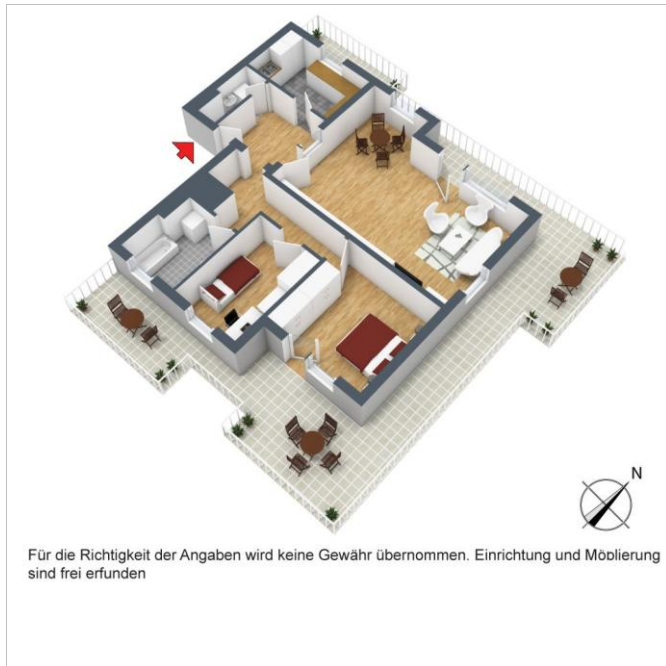 N
Für die Richtigkeit der Angaben wird keine Gewähr übernommen. Einrichtung und Möblierung
sind frei erfunden